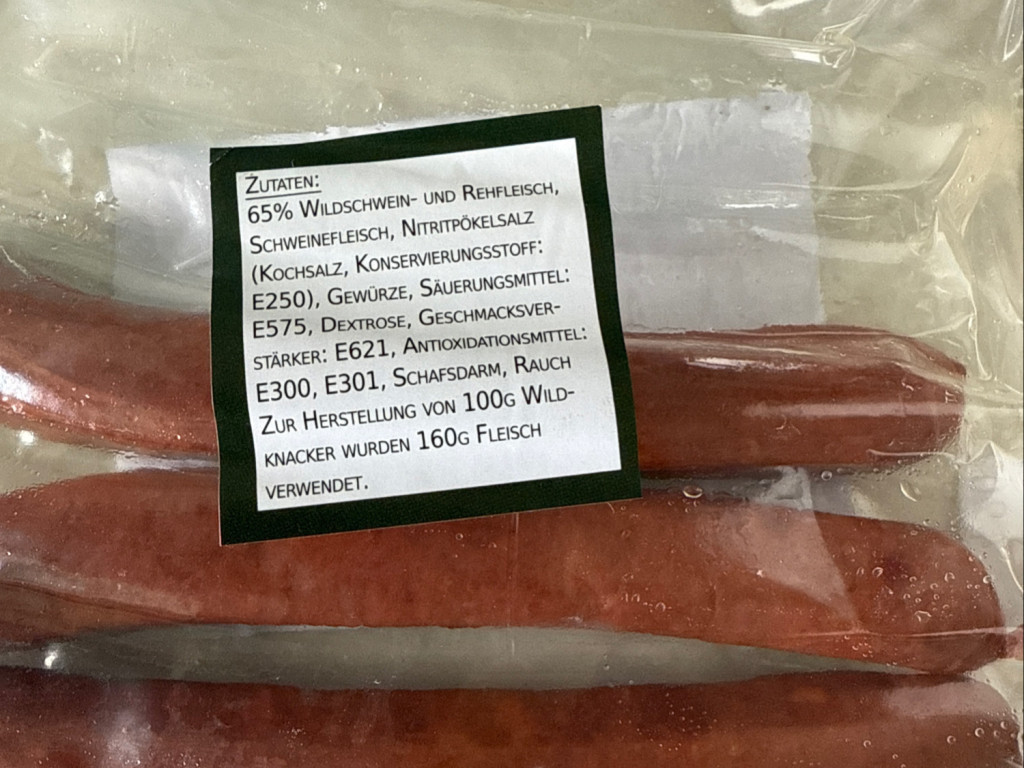 ZUTATEN:
65% WILDSCHWEIN- UND REHFLEISCH,
SCHWEINEFLEISCH, NITRITPÖKELSALZ
(KOCHSALZ, KONSERVIERUNGSSTOFF:
E250), GEWÜRZE, SÄUERUNGSMITTEL:
E575, DEXTROSE, GESCHMACKSVER-
STÄRKER: E621, ANTIOXIDATIONSMITTEL:
E300, E301, SCHAFSDARM, RAUCH
ZUR HERSTELLUNG VON 100G WILD-
KNACKER WURDEN 160G FLEISCH
VERWENDET.